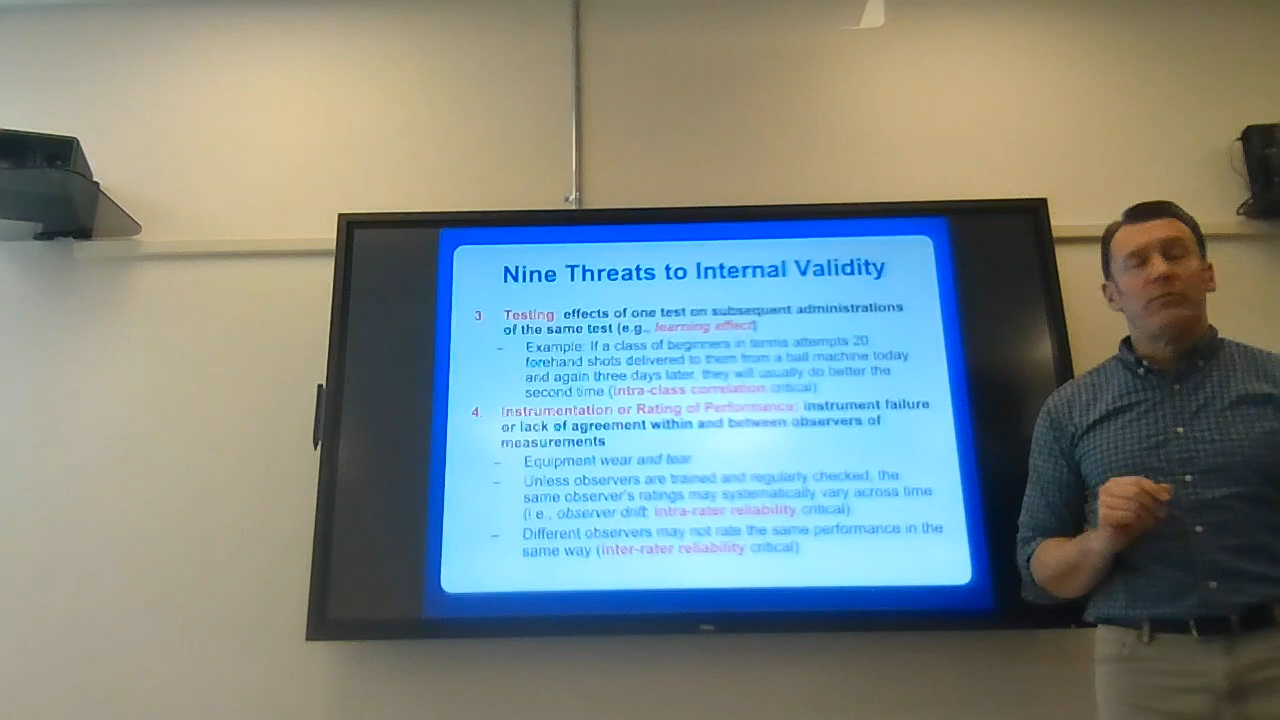 Nine Threats to Internal Validity
3. Testing: effects of one test on subsequent administrations
of the same test (e.g., learning effect)
– Example: If a class of beginners in tennis attempts 20
forehand shots delivered to them from a ball machine today
and again three days later, they will usually do better the
second time (intra-class correlation critical)
4. Instrumentation or Rating of Performance: instrument failure
or lack of agreement within and between observers of
measurements
– Equipment wear and tear
– Unless observers are trained and regularly checked, the
same observer's ratings may systematically vary across time
(i.e., observer drift; intra-rater reliability critical)
– Different observers may not rate the same performance in the
same way (inter-rater reliability critical)